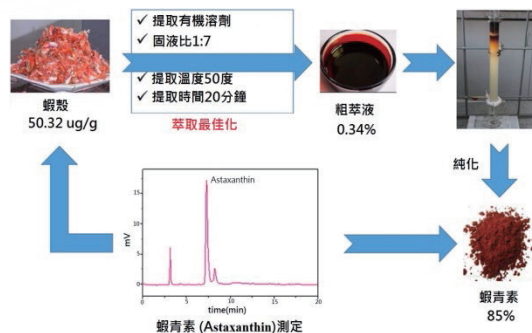 ✓ 提取有機溶劑
✓ 固液比1:7
✓ 提取溫度50度
✓ 提取時間20分鐘
萃取最佳化
蝦殼
50.32 ug/g
粗萃液
0.34%
純化
Astaxanthin
mV
15
10
5
0
0
5
10
15
20
time(min)
蝦青素 (Astaxanthin)測定
蝦青素
85%